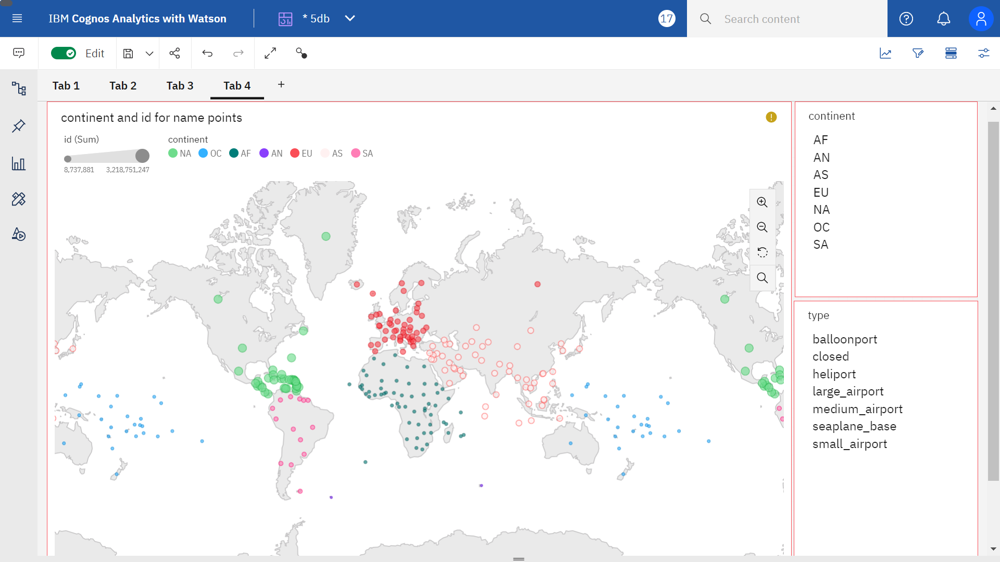 IBM Cognos Analytics with Watson
* 5db
17
Search content
Edit
Tab 1
Tab 2
Tab 3
Tab 4
continent and id for name points
id (Sum)
8,737,881
3,218,751,247
continent
NA
OC
AF
AN
EU
AS
SA
continent
AF
AN
AS
EU
NA
OC
SA
type
balloonport
closed
heliport
large_airport
medium_airport
seaplane_base
small_airport